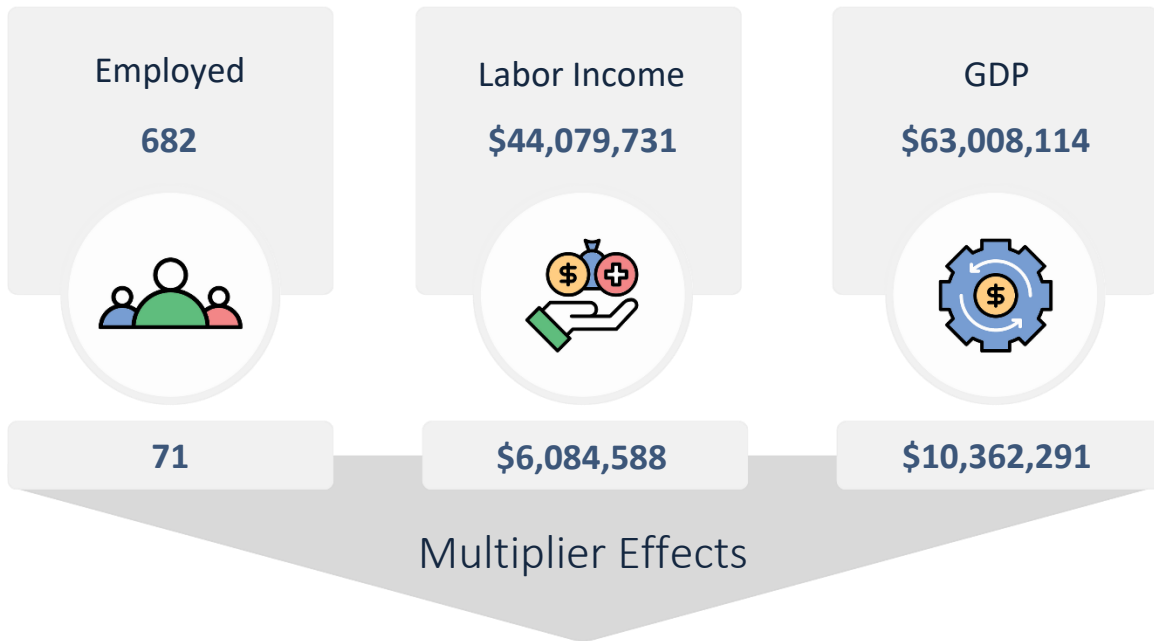 Employed
682
Labor Income
$44,079,731
GDP
$63,008,114
$
$
71
$6,084,588
$10,362,291
Multiplier Effects